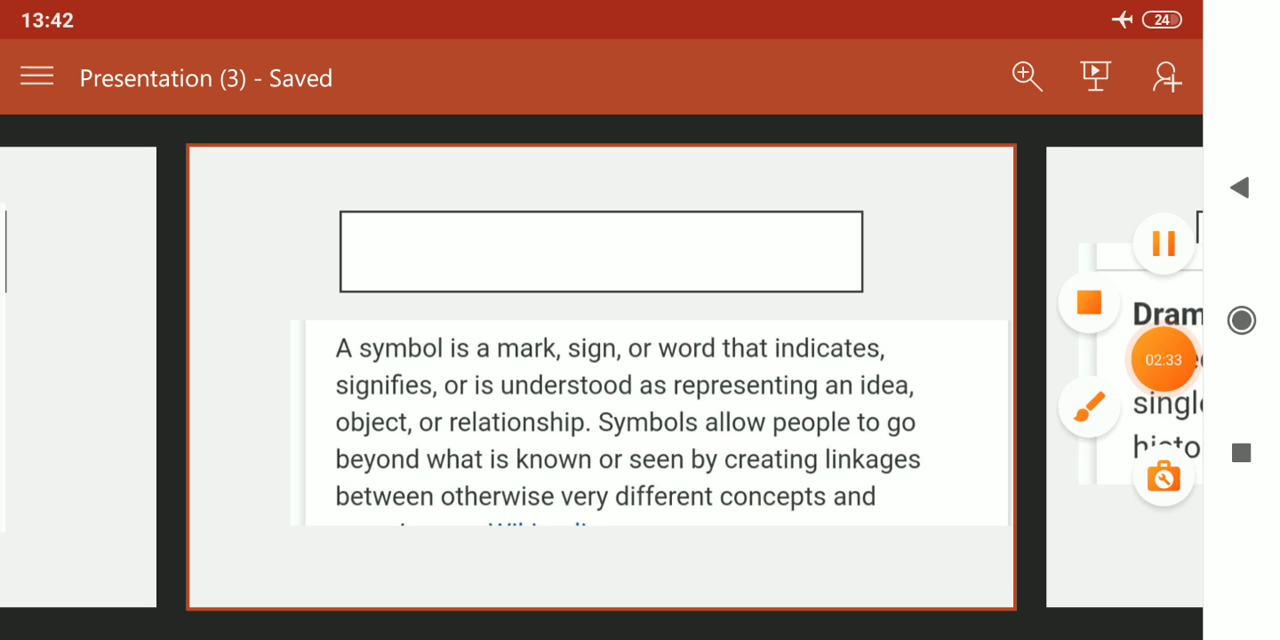 13:42
24
Presentation (3) - Saved
A symbol is a mark, sign, or word that indicates,
signifies, or is understood as representing an idea,
object, or relationship. Symbols allow people to go
beyond what is known or seen by creating linkages
between otherwise very different concepts and
Dram
02:33